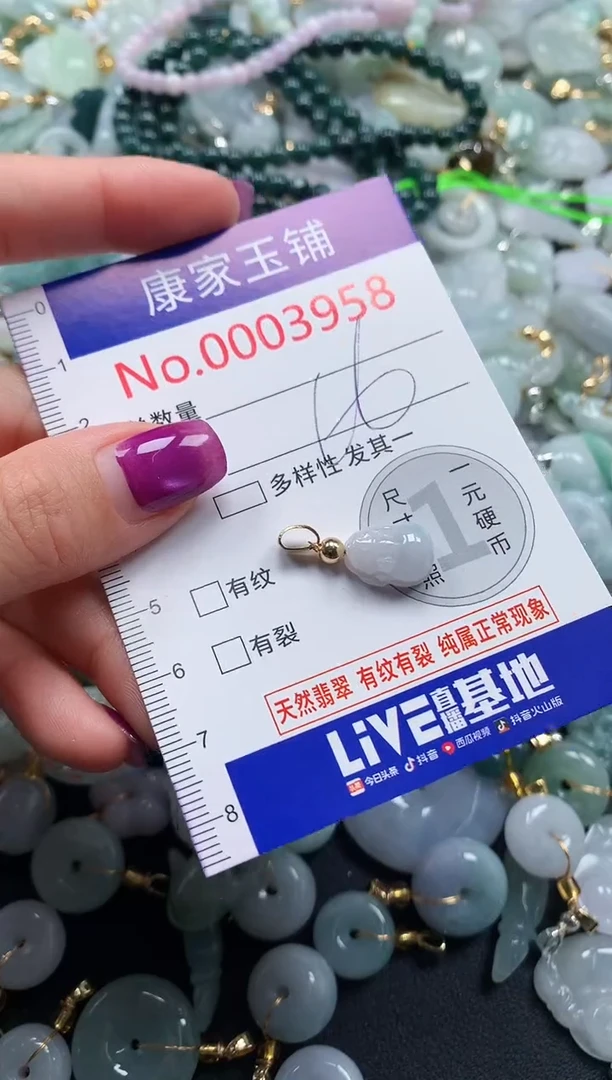 康家玉铺
No.0003958
0
1
2
数量
16
多样性 发其一
一元硬币
尺寸
照
1
5
有纹
有裂
6
天然翡翠 有纹有裂 纯属正常现象
7
LiVE直播基地
今日头条 抖音 西瓜视频 抖音火山版
8